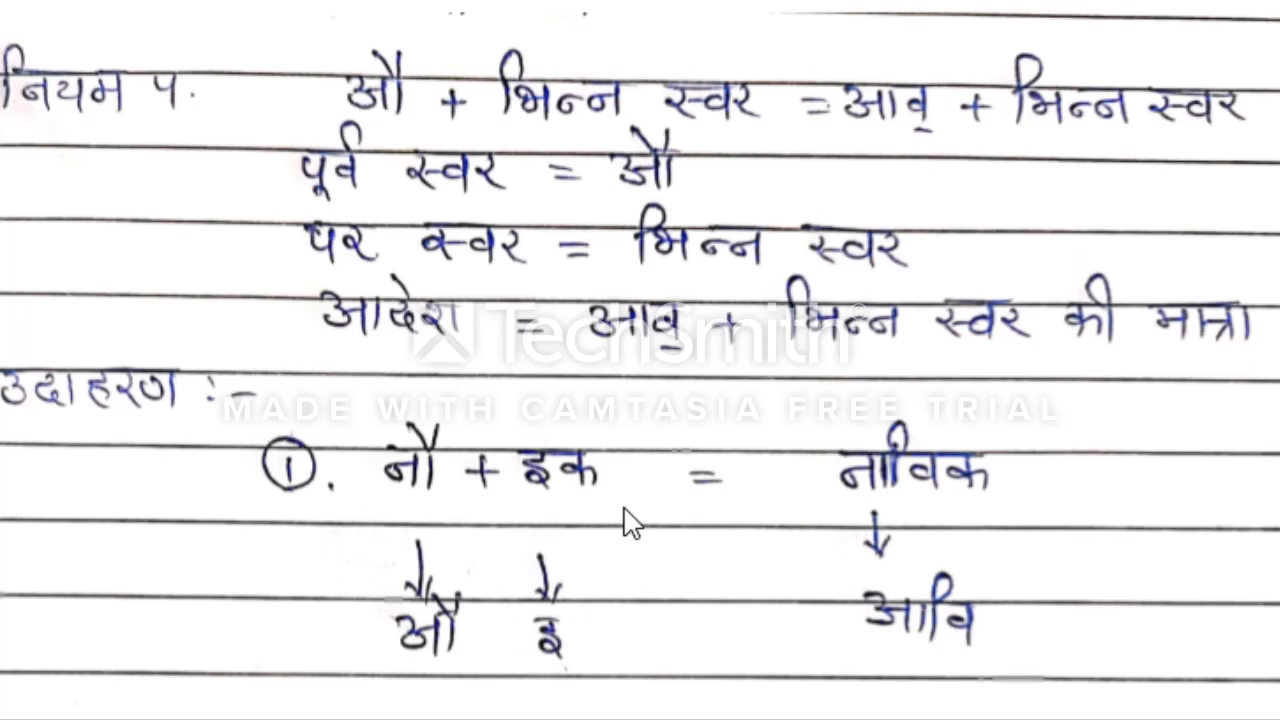 नियम ५. औ + भिन्न स्वर = आव् + भिन्न स्वर
पूर्व स्वर = औ
पर स्वर = भिन्न स्वर
आदेश = आव् + भिन्न स्वर की मात्रा
TechSmith
उदाहरण :-
MADE WITH CAMTASIA FREE TRIAL
①. नौ + इक = नाविक
औ इ आवि